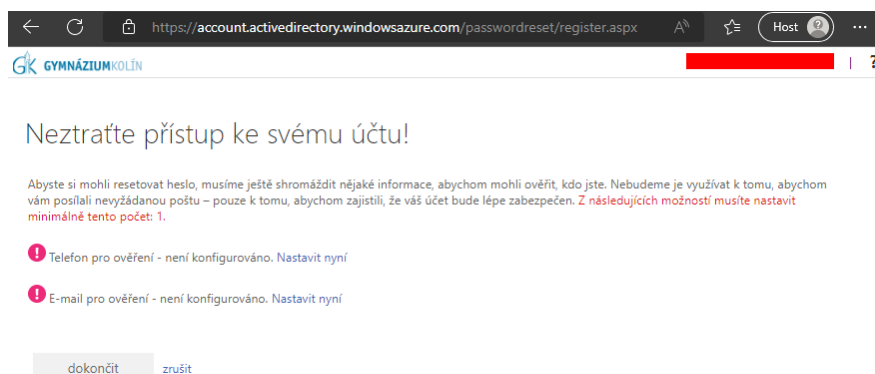 https://account.activedirectory.windowsazure.com/passwordreset/register.aspx A Host ...
GK GYMNÁZIUMKOLÍN | ?
Neztraťte přístup ke svému účtu!
Abyste si mohli resetovat heslo, musíme ještě shromáždit nějaké informace, abychom mohli ověřit, kdo jste. Nebudeme je využívat k tomu, abychom
vám posílali nevyžádanou poštu – pouze k tomu, abychom zajistili, že váš účet bude lépe zabezpečen. Z následujících možností musíte nastavit
minimálně tento počet: 1.
! Telefon pro ověření - není konfigurováno. Nastavit nyní
! E-mail pro ověření - není konfigurováno. Nastavit nyní
dokončit zrušit